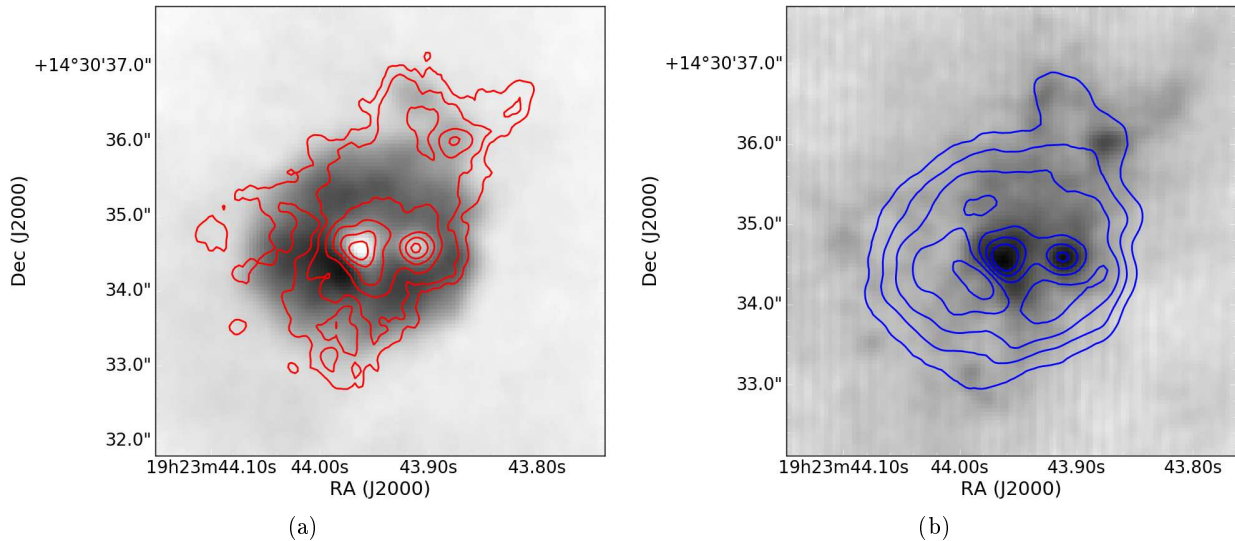 +14°30'37.0"
36.0"
35.0"
34.0"
33.0"
32.0"
Dec (J2000)
19h23m44.10s 44.00s 43.90s 43.80s
RA (J2000)
(a)
+14°30'37.0"
36.0"
35.0"
34.0"
33.0"
Dec (J2000)
19h23m44.10s 44.00s 43.90s 43.80s
RA (J2000)
(b)